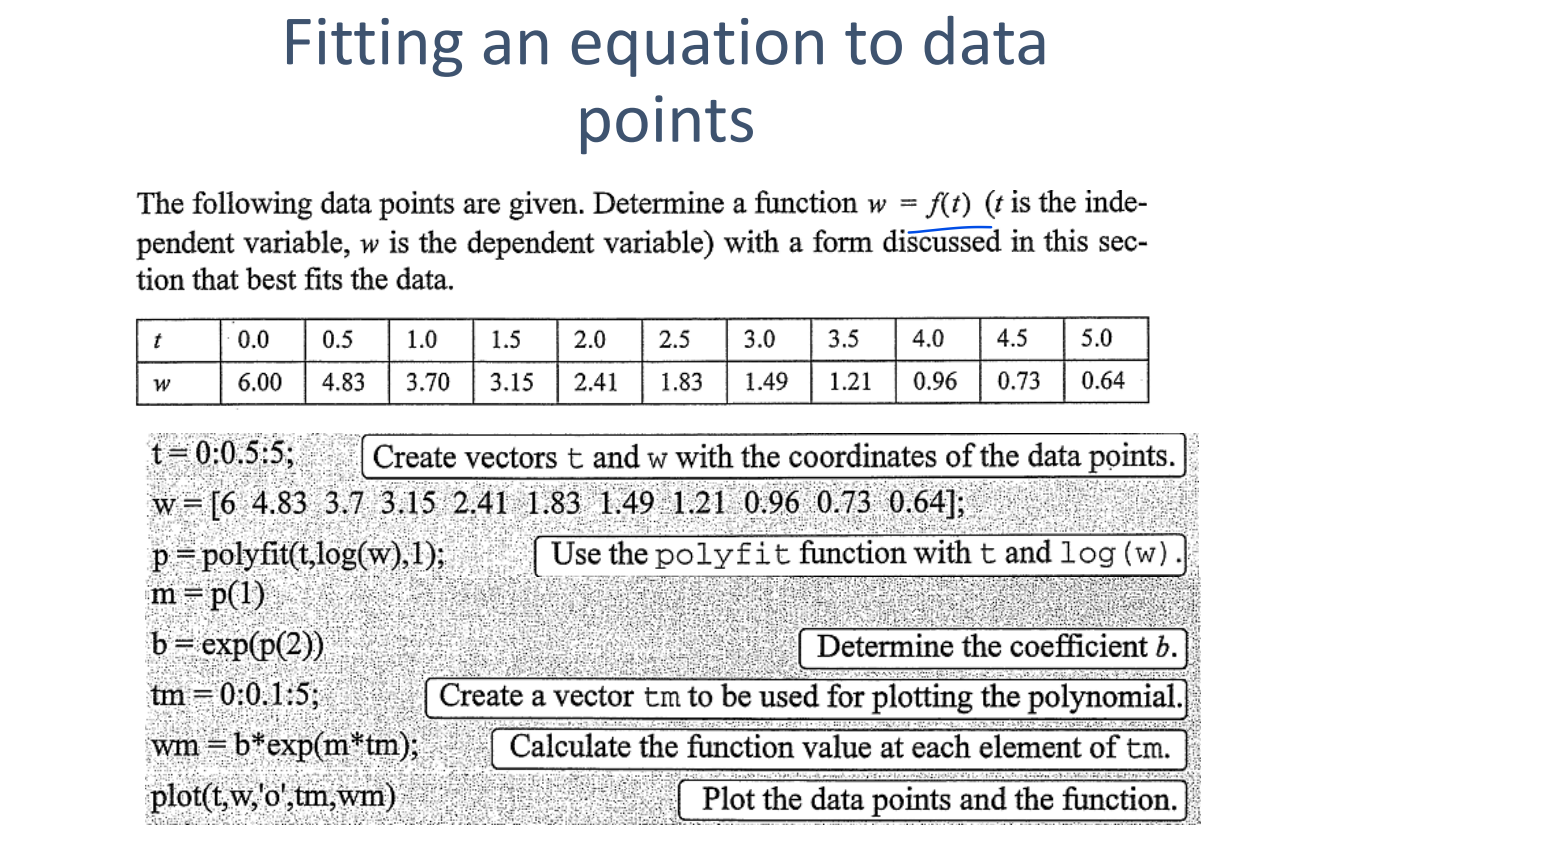 Fitting an equation to data
points
The following data points are given. Determine a function w = f(t) (t is the inde-
pendent variable, w is the dependent variable) with a form discussed in this sec-
tion that best fits the data.
t 0.0 0.5 1.0 1.5 2.0 2.5 3.0 3.5 4.0 4.5 5.0
w 6.00 4.83 3.70 3.15 2.41 1.83 1.49 1.21 0.96 0.73 0.64
t = 0:0.5:5; Create vectors t and w with the coordinates of the data points.
w = [6 4.83 3.7 3.15 2.41 1.83 1.49 1.21 0.96 0.73 0.64];
p = polyfit(t,log(w),1); Use the polyfit function with t and log(w).
m = p(1)
b = exp(p(2)) Determine the coefficient b.
tm = 0:0.1:5; Create a vector tm to be used for plotting the polynomial.
wm = b*exp(m*tm); Calculate the function value at each element of tm.
plot(t,w,'o',tm,wm) Plot the data points and the function.